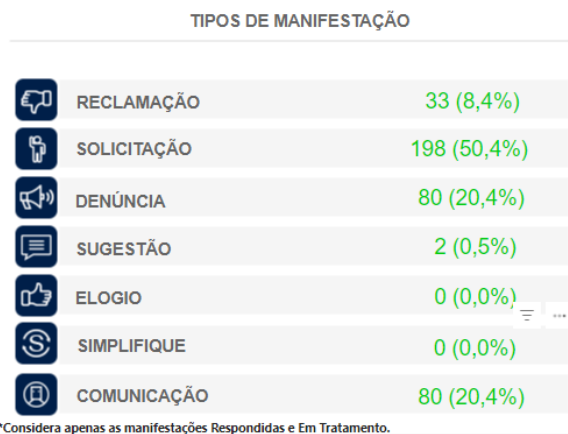 TIPOS DE MANIFESTAÇÃO
RECLAMAÇÃO 33 (8,4%)
SOLICITAÇÃO 198 (50,4%)
DENÚNCIA 80 (20,4%)
SUGESTÃO 2 (0,5%)
ELOGIO 0 (0,0%)
SIMPLIFIQUE 0 (0,0%)
COMUNICAÇÃO 80 (20,4%)
*Considera apenas as manifestações Respondidas e Em Tratamento.